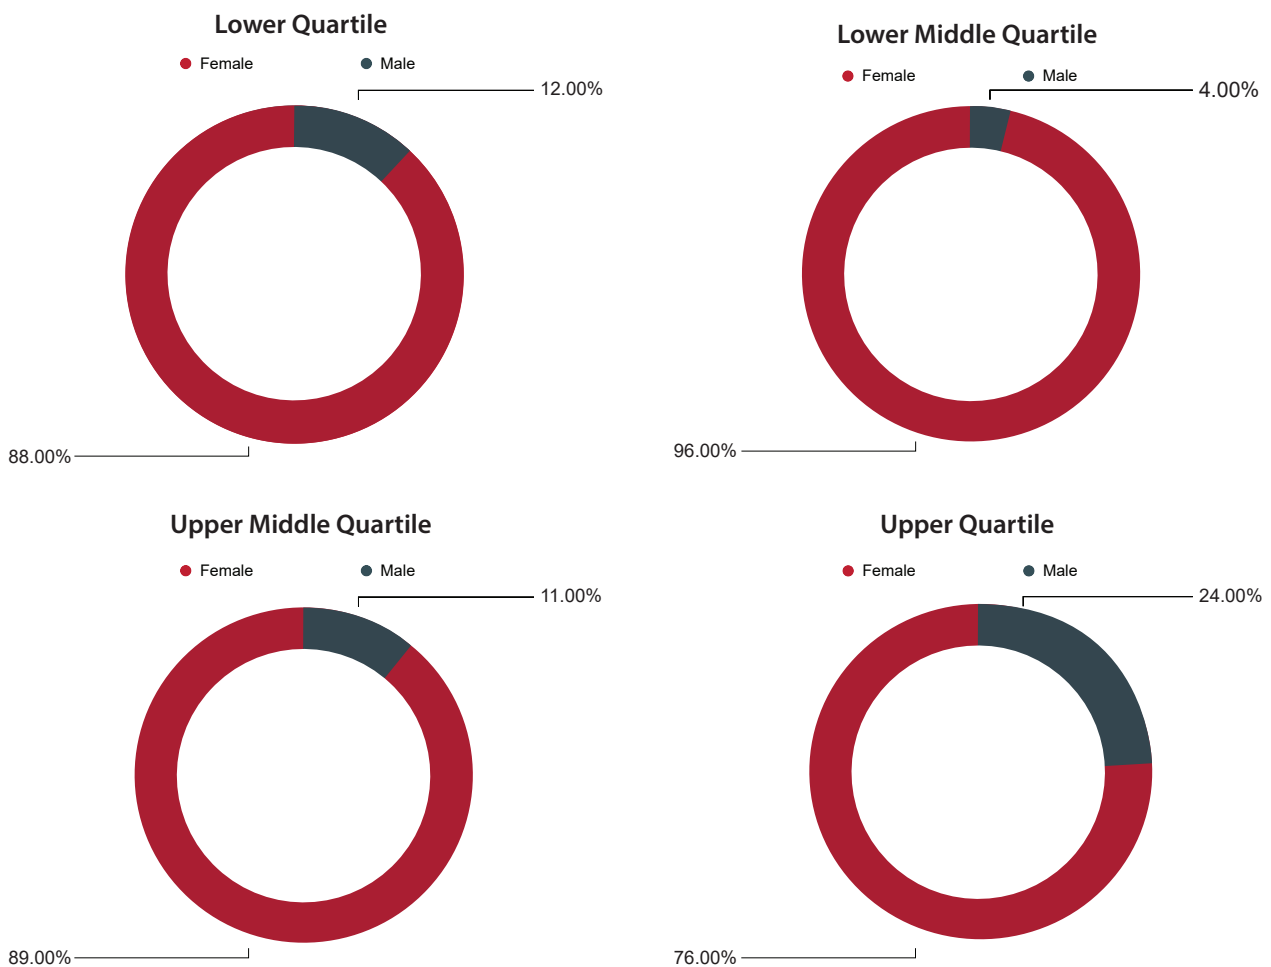 Lower Quartile
Female Male
12.00%
88.00%
Lower Middle Quartile
Female Male
4.00%
96.00%
Upper Middle Quartile
Female Male
11.00%
89.00%
Upper Quartile
Female Male
24.00%
76.00%